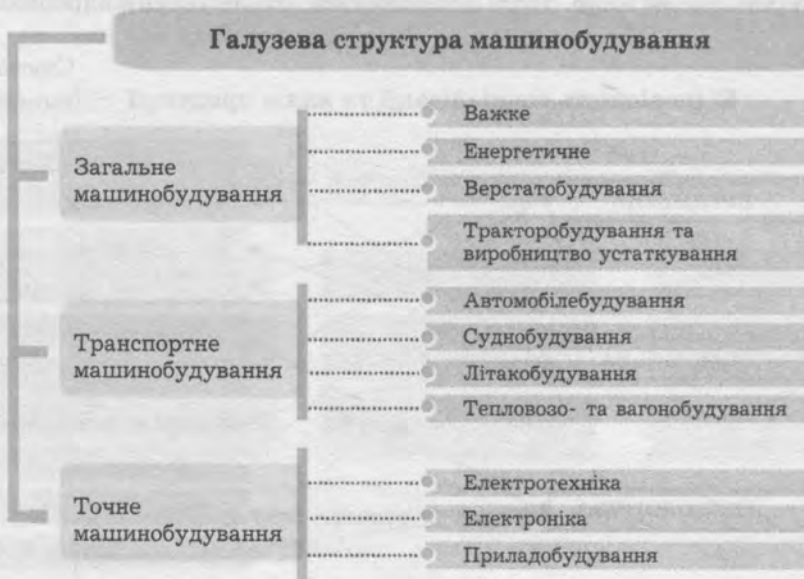 Галузева структура машинобудування
Загальне
машинобудування
Важке
Енергетичне
Верстатобудування
Тракторобудування та
виробництво устаткування
Транспортне
машинобудування
Автомобілебудування
Суднобудування
Літакобудування
Тепловозо- та вагонобудування
Точне
машинобудування
Електротехніка
Електроніка
Приладобудування